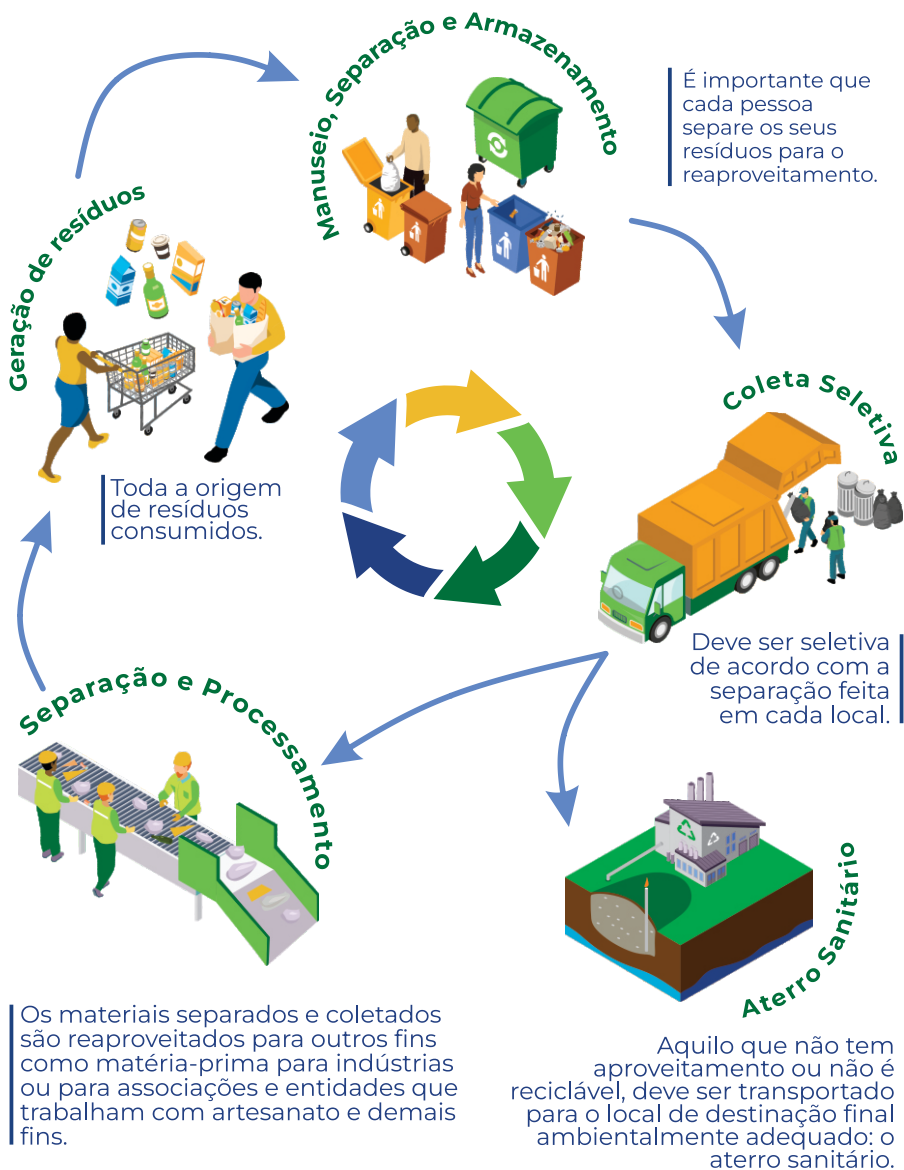 Manuseio, Separação e Armazenamento
É importante que
cada pessoa
separe os seus
resíduos para o
reaproveitamento.
Geração de resíduos
Toda a origem
de resíduos
consumidos.
Coleta Seletiva
Deve ser seletiva
de acordo com a
separação feita
em cada local.
Separação e Processamento
Os materiais separados e coletados
são reaproveitados para outros fins
como matéria-prima para indústrias
ou para associações e entidades que
trabalham com artesanato e demais
fins.
Aterro Sanitário
Aquilo que não tem
aproveitamento ou não é
reciclável, deve ser transportado
para o local de destinação final
ambientalmente adequado: o
aterro sanitário.